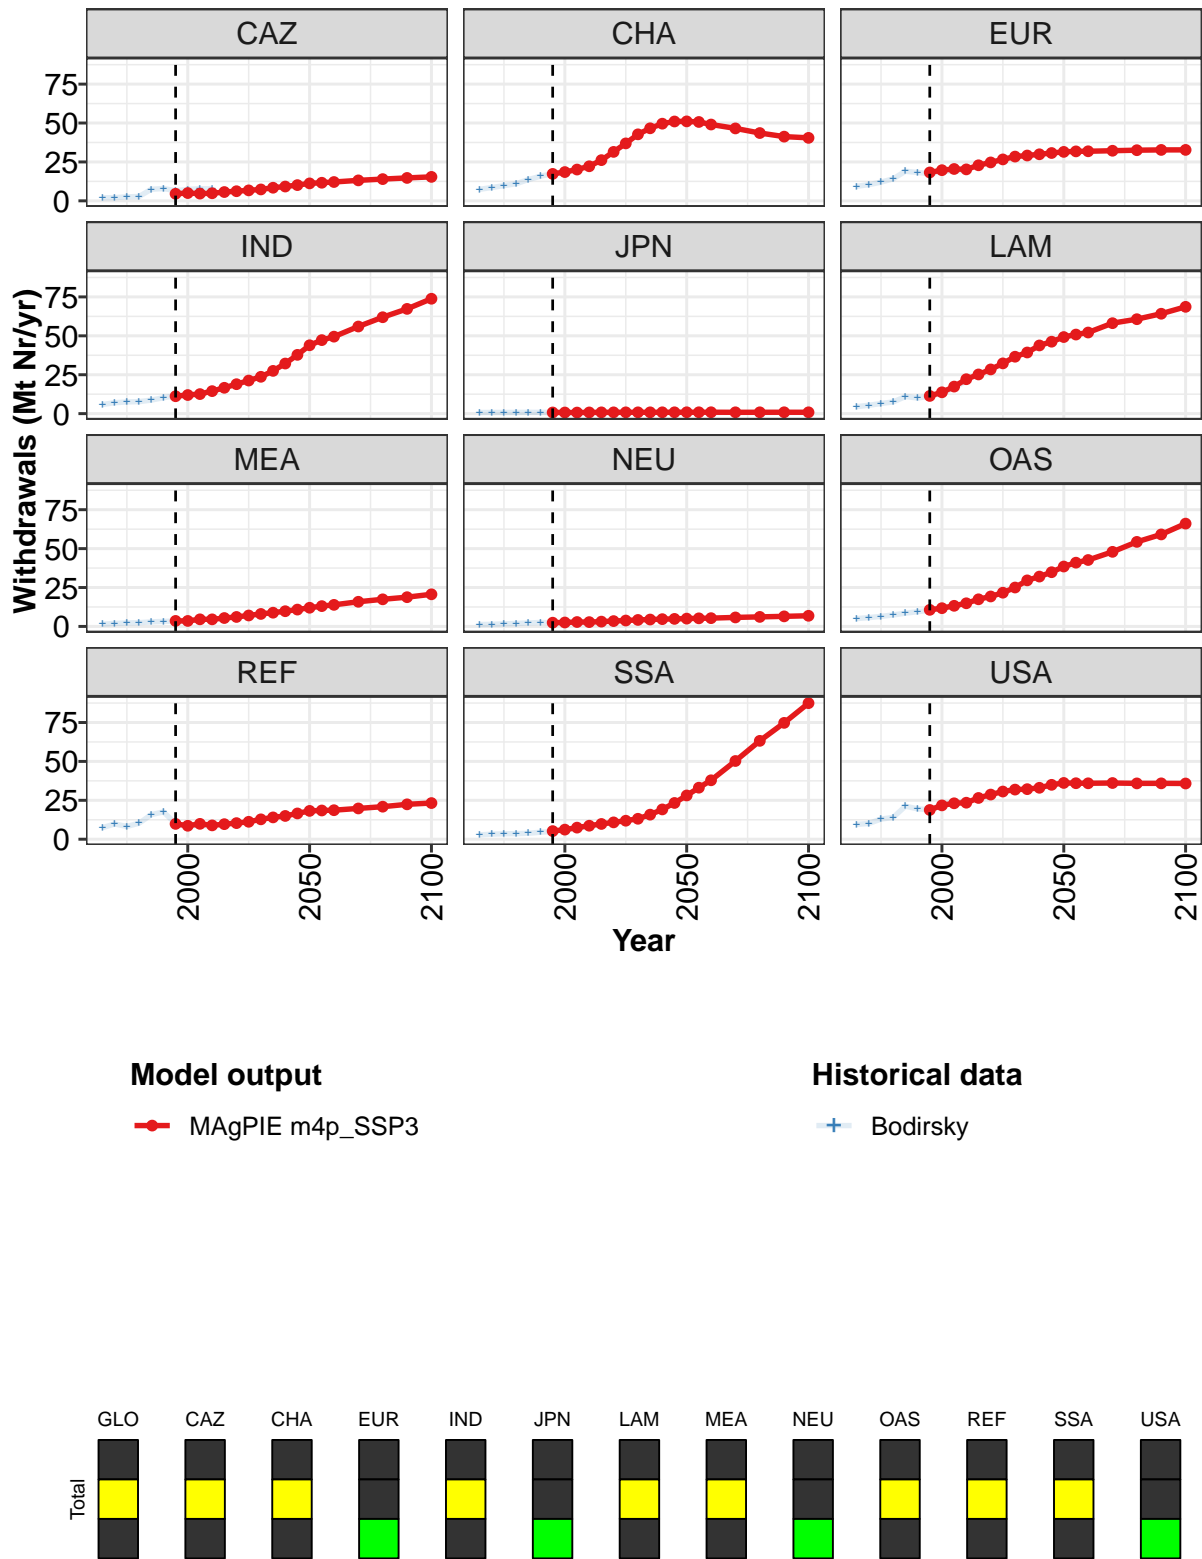 CAZ CHA EUR
75
50
25
0
IND JPN LAM
75
50
25
0
MEA NEU OAS
75
50
25
0
REF SSA USA
75
50
25
0
Withdrawals (Mt Nr/yr)
2000 2050 2100 2000 2050 2100 2000 2050 2100
Year
Model output Historical data
MAgPIE m4p_SSP3 Bodirsky
GLO CAZ CHA EUR IND JPN LAM MEA NEU OAS REF SSA USA
Total